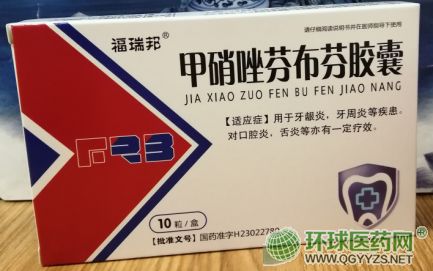 请仔细阅读说明书并在医师指导下使用
福瑞邦®
甲硝唑芬布芬胶囊
JIA XIAO ZUO FEN BU FEN JIAO NANG
【适应症】用于牙龈炎，牙周炎等疾患。
对口腔炎，舌炎等亦有一定疗效。
FRB
10粒/盒
【批准文号】国药准字H23022780
环球医药网®
WWW.QGYYZS.NET